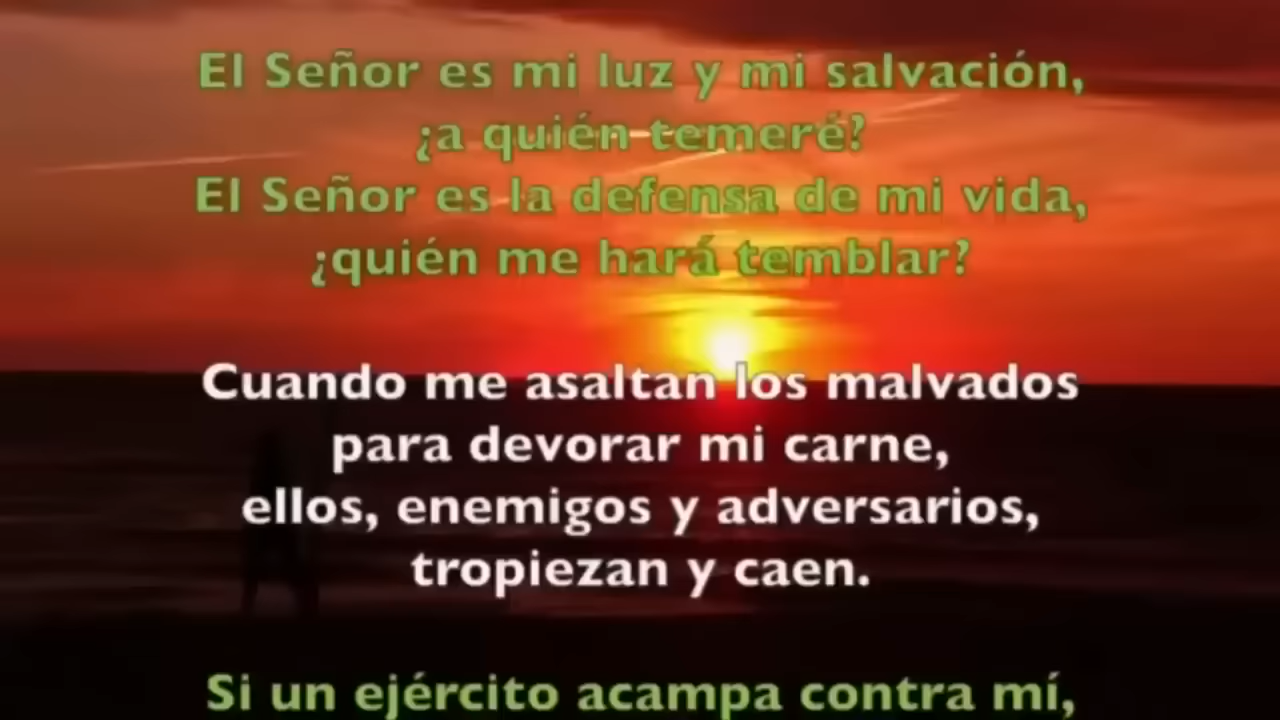 El Señor es mi luz y mi salvación,
¿a quién temeré?
El Señor es la defensa de mi vida,
¿quién me hará temblar?
Cuando me asaltan los malvados
para devorar mi carne,
ellos, enemigos y adversarios,
tropiezan y caen.
Si un ejército acampa contra mí,